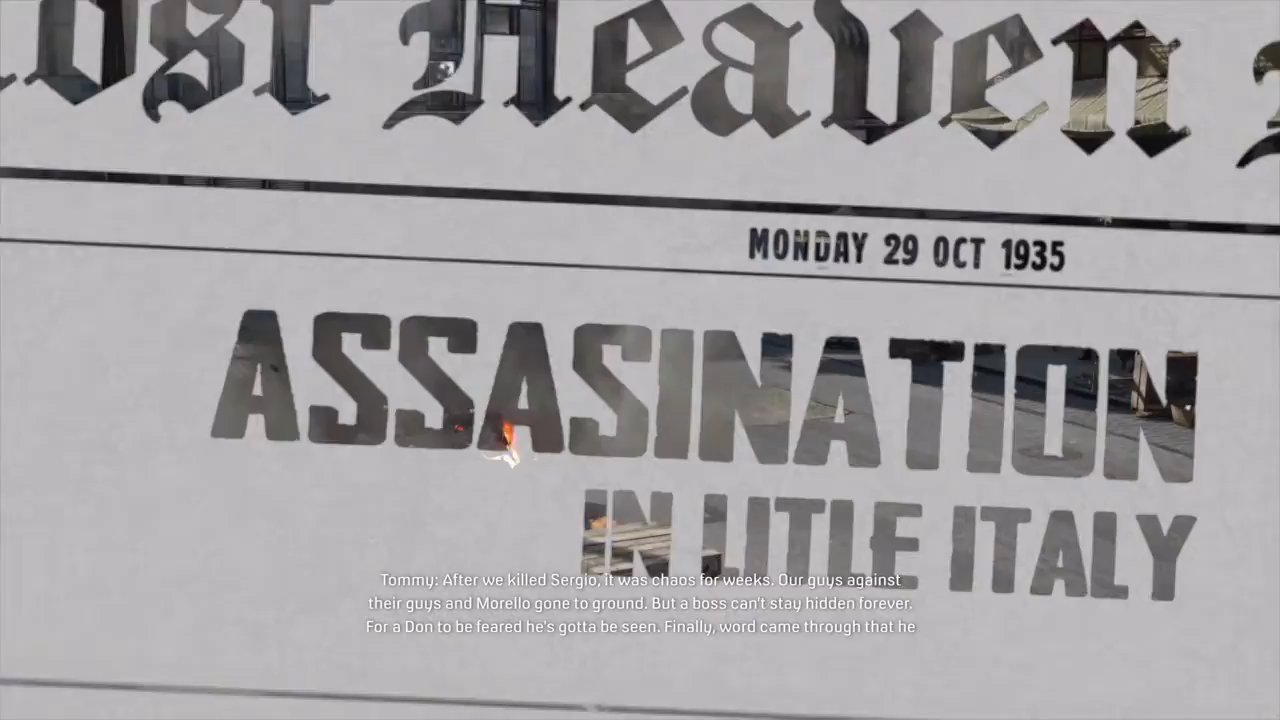 ost Heaven
MONDAY 29 OCT 1935
ASSASINATION
IN LITLE ITALY
Tommy: After we killed Sergio, it was chaos for weeks. Our guys against
their guys and Morello gone to ground. But a boss can't stay hidden forever.
For a Don to be feared he's gotta be seen. Finally, word came through that he